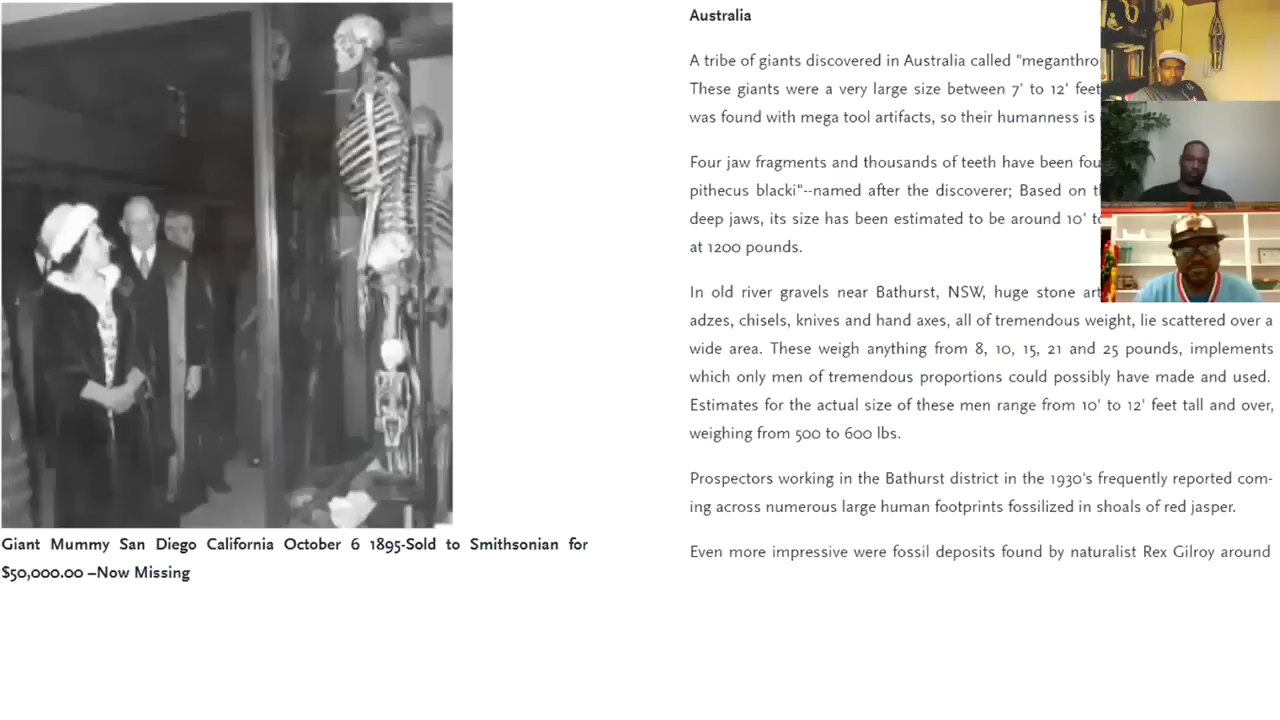 Giant Mummy San Diego California October 6 1895-Sold to Smithsonian for
$50,000.00 –Now Missing
Australia
A tribe of giants discovered in Australia called "meganthro
These giants were a very large size between 7' to 12' feet
was found with mega tool artifacts, so their humanness is
Four jaw fragments and thousands of teeth have been fou
pithecus blacki"--named after the discoverer; Based on t
deep jaws, its size has been estimated to be around 10' to
at 1200 pounds.
In old river gravels near Bathurst, NSW, huge stone art
adzes, chisels, knives and hand axes, all of tremendous weight, lie scattered over a
wide area. These weigh anything from 8, 10, 15, 21 and 25 pounds, implements
which only men of tremendous proportions could possibly have made and used.
Estimates for the actual size of these men range from 10' to 12' feet tall and over,
weighing from 500 to 600 lbs.
Prospectors working in the Bathurst district in the 1930's frequently reported com-
ing across numerous large human footprints fossilized in shoals of red jasper.
Even more impressive were fossil deposits found by naturalist Rex Gilroy around